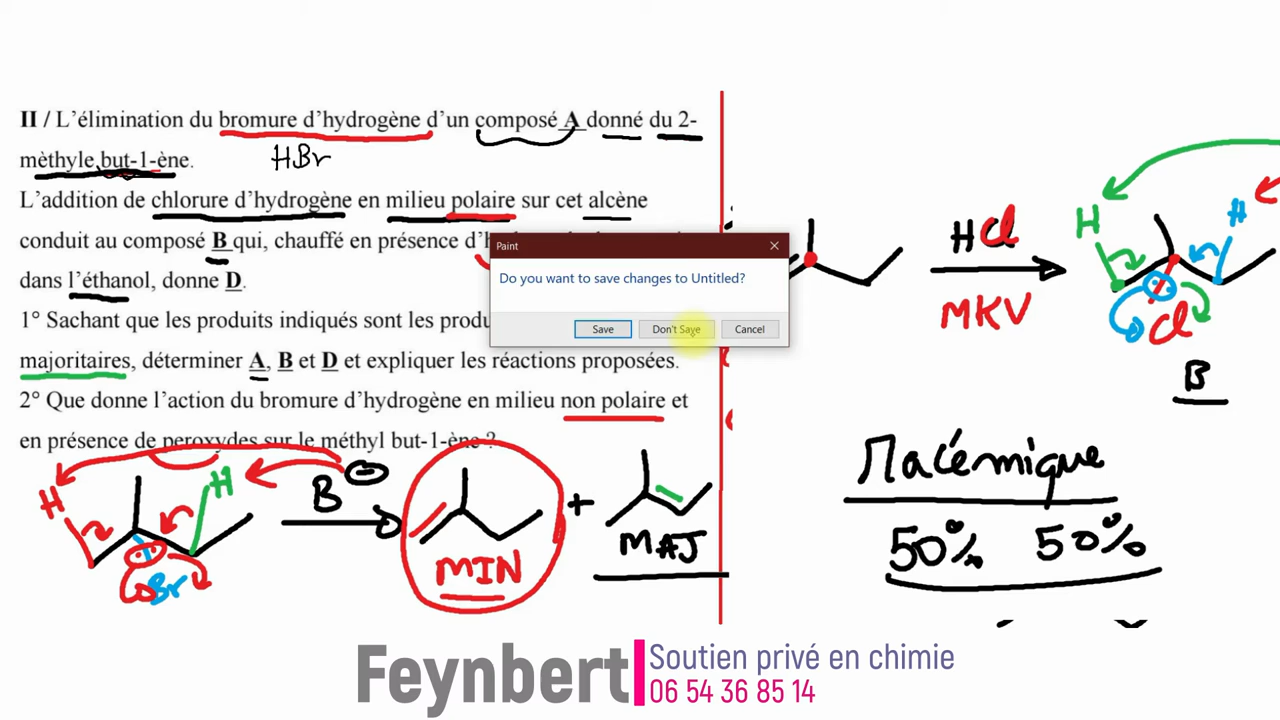 II / L’élimination du bromure d’hydrogène d’un composé A donné du 2-
mèthyle but-1-ène.
HBr
L’addition de chlorure d’hydrogène en milieu polaire sur cet alcène
conduit au composé B qui, chauffé en présence
dans l’éthanol, donne D.
1° Sachant que les produits indiqués sont les
majoritaires, déterminer A, B et D et expliquer les réactions proposées.
2° Que donne l’action du bromure d’hydrogène en milieu non polaire et
en présence de peroxydes sur le méthyl but-1-ène ?
Paint
Do you want to save changes to Untitled?
Save
Don't Save
Cancel
H
H
Br
B
MIN
+
MAJ
HCl
MKV
H
H
Cl
B
Racémique
50% 50%
Feynbert
Soutien privé en chimie
06 54 36 85 14